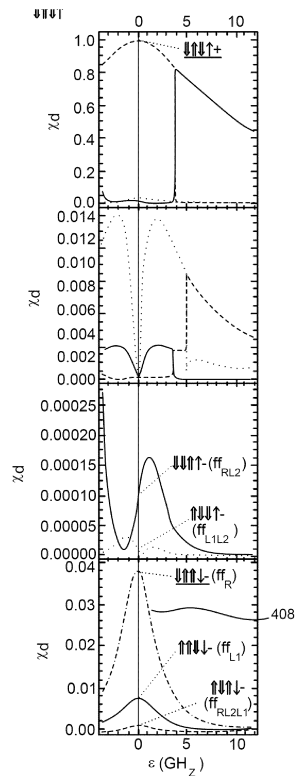 ⇓⇑⇓↑+
0 5 10
1.0
⇓⇑⇓↑+
0.8
χd
0.6
0.4
0.2
0.0
0.014
0.012
0.010
χd
0.008
0.006
0.004
0.002
0.000
0.00025
0.00020
χd
0.00015
⇓⇓⇑↑-(ff_RL2)
0.00010
⇑⇓⇓↑-
0.00005
(ff_L1L2)
0.00000
0.04
⇓⇑⇑↓-(ff_R)
0.03
408
χd
0.02
⇑⇑⇓↓-
(ff_L1)
0.01
⇑⇓⇑↓-
(ff_RL2L1)
0.00
0 5 10
ε (GH_Z)